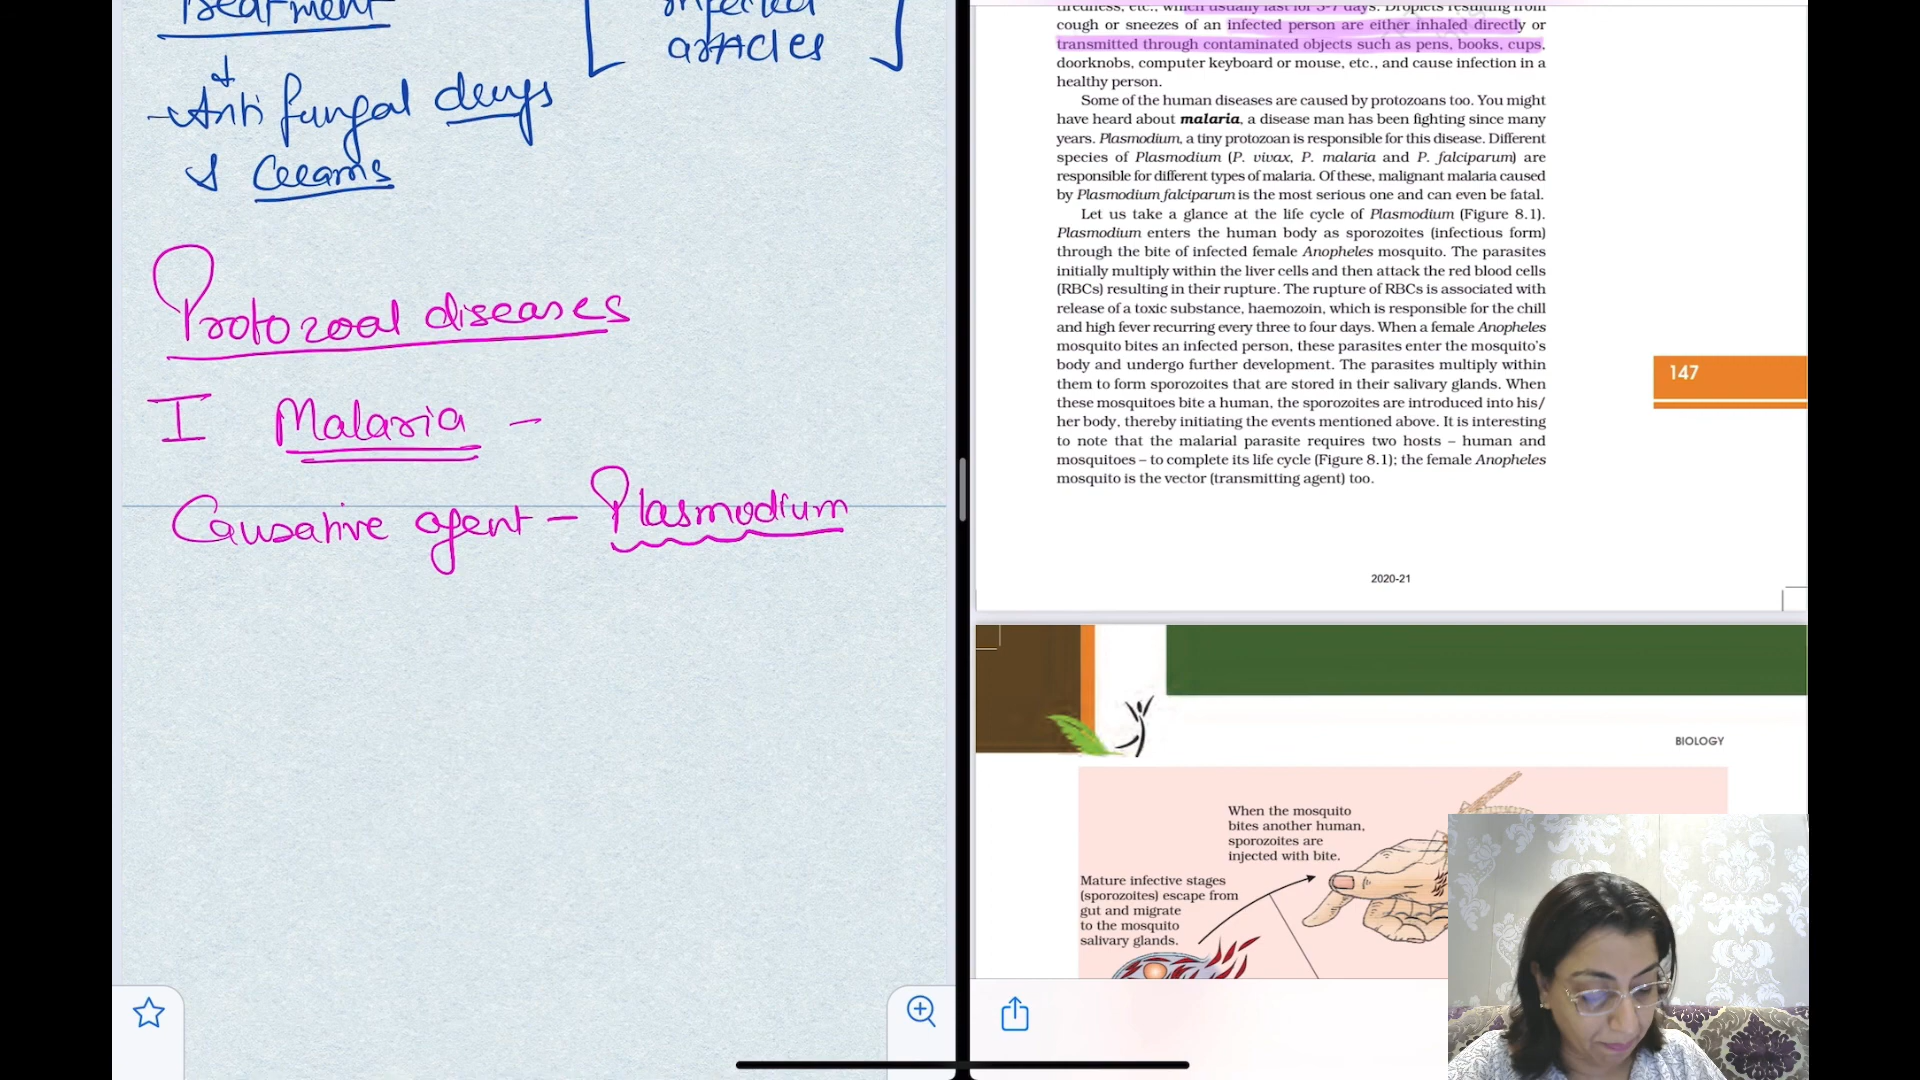 Treatment
infected
articles
Anti fungal drugs
& Creams
Protozoal diseases
I Malaria -
Causative agent - Plasmodium
tiredness, etc., which usually last for 3-7 days. Droplets resulting from
cough or sneezes of an infected person are either inhaled directly or
transmitted through contaminated objects such as pens, books, cups,
doorknobs, computer keyboard or mouse, etc., and cause infection in a
healthy person.
Some of the human diseases are caused by protozoans too. You might
have heard about malaria, a disease man has been fighting since many
years. Plasmodium, a tiny protozoan is responsible for this disease. Different
species of Plasmodium (P. vivax, P. malaria and P. falciparum) are
responsible for different types of malaria. Of these, malignant malaria caused
by Plasmodium falciparum is the most serious one and can even be fatal.
Let us take a glance at the life cycle of Plasmodium (Figure 8.1).
Plasmodium enters the human body as sporozoites (infectious form)
through the bite of infected female Anopheles mosquito. The parasites
initially multiply within the liver cells and then attack the red blood cells
(RBCs) resulting in their rupture. The rupture of RBCs is associated with
release of a toxic substance, haemozoin, which is responsible for the chill
and high fever recurring every three to four days. When a female Anopheles
mosquito bites an infected person, these parasites enter the mosquito's
body and undergo further development. The parasites multiply within
them to form sporozoites that are stored in their salivary glands. When
these mosquitoes bite a human, the sporozoites are introduced into his/
her body, thereby initiating the events mentioned above. It is interesting
to note that the malarial parasite requires two hosts – human and
mosquitoes – to complete its life cycle (Figure 8.1); the female Anopheles
mosquito is the vector (transmitting agent) too.
147
2020-21
BIOLOGY
When the mosquito
bites another human,
sporozoites are
injected with bite.
Mature infective stages
(sporozoites) escape from
gut and migrate
to the mosquito
salivary glands.